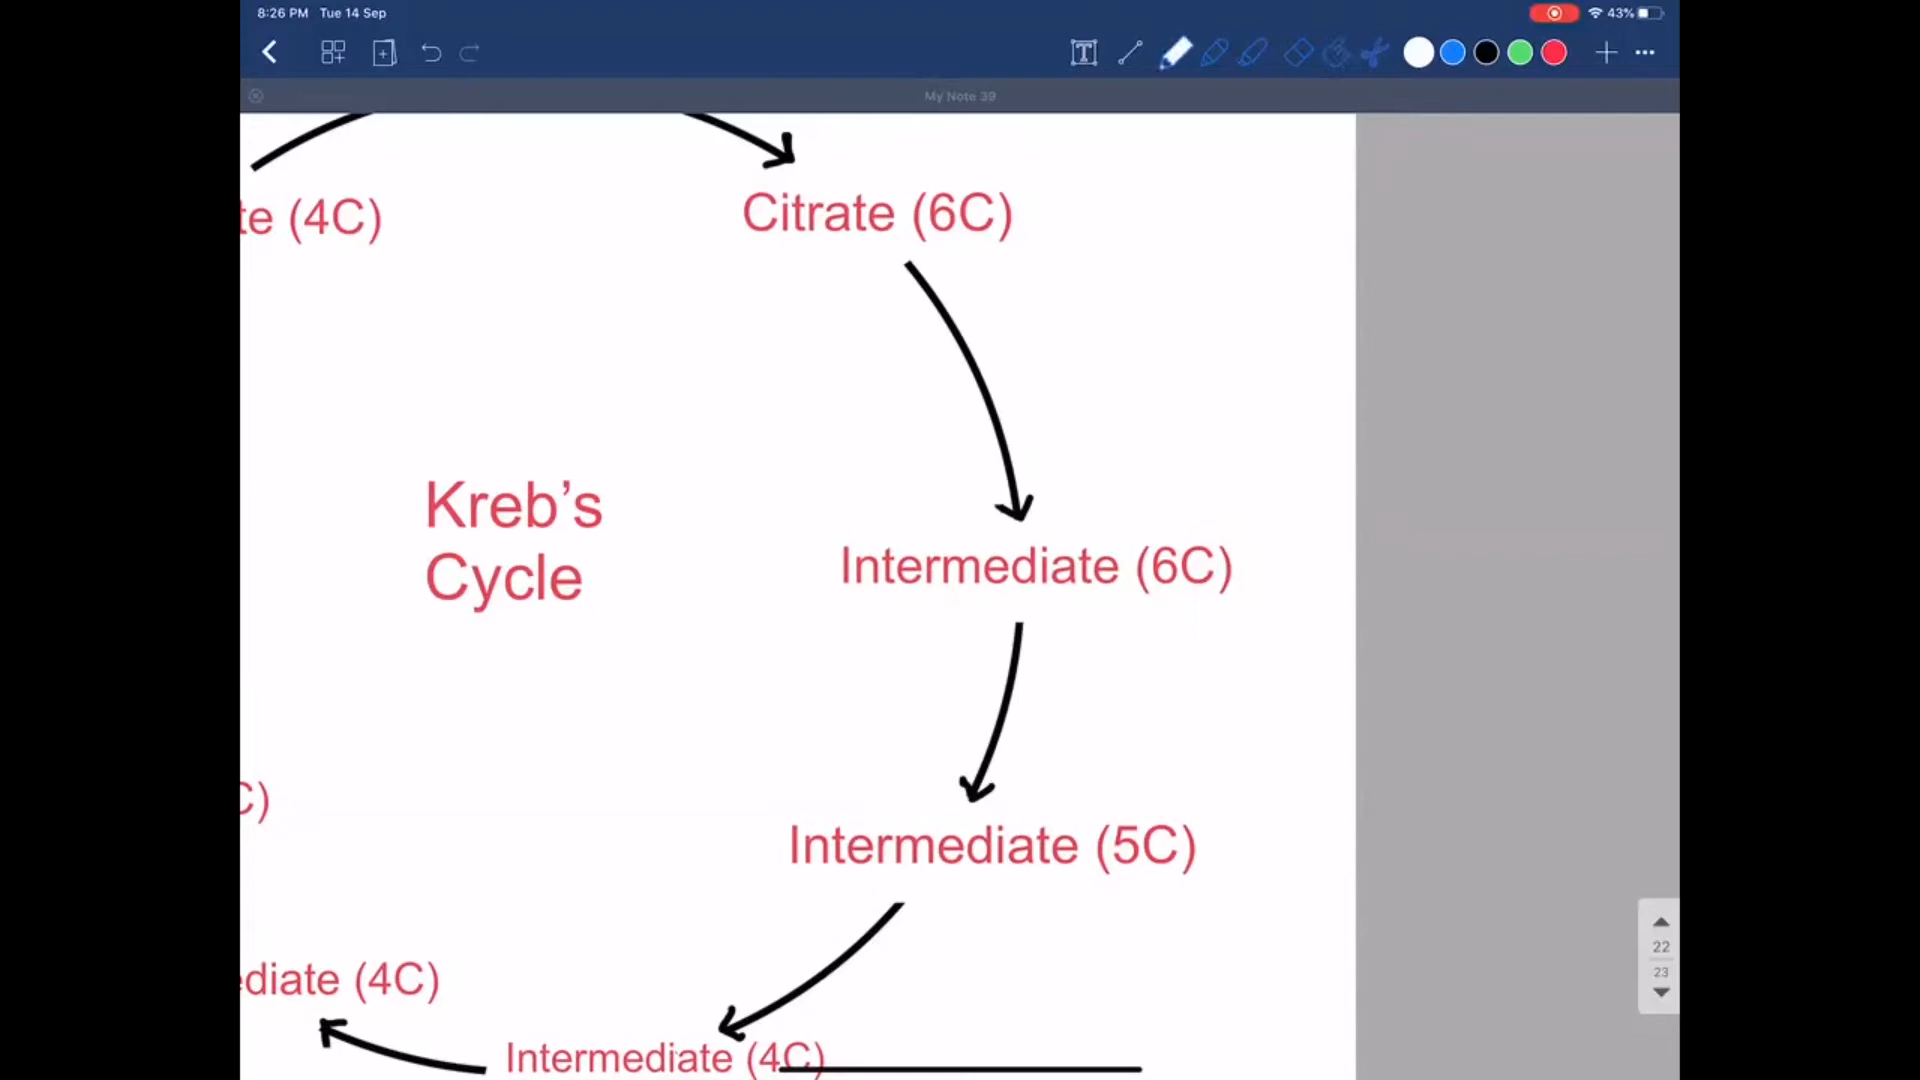 8:26 PM Tue 14 Sep
43%
My Note 39
te (4C)
Citrate (6C)
Kreb’s
Cycle
Intermediate (6C)
C)
Intermediate (5C)
ediate (4C)
Intermediate (4C)
22
23